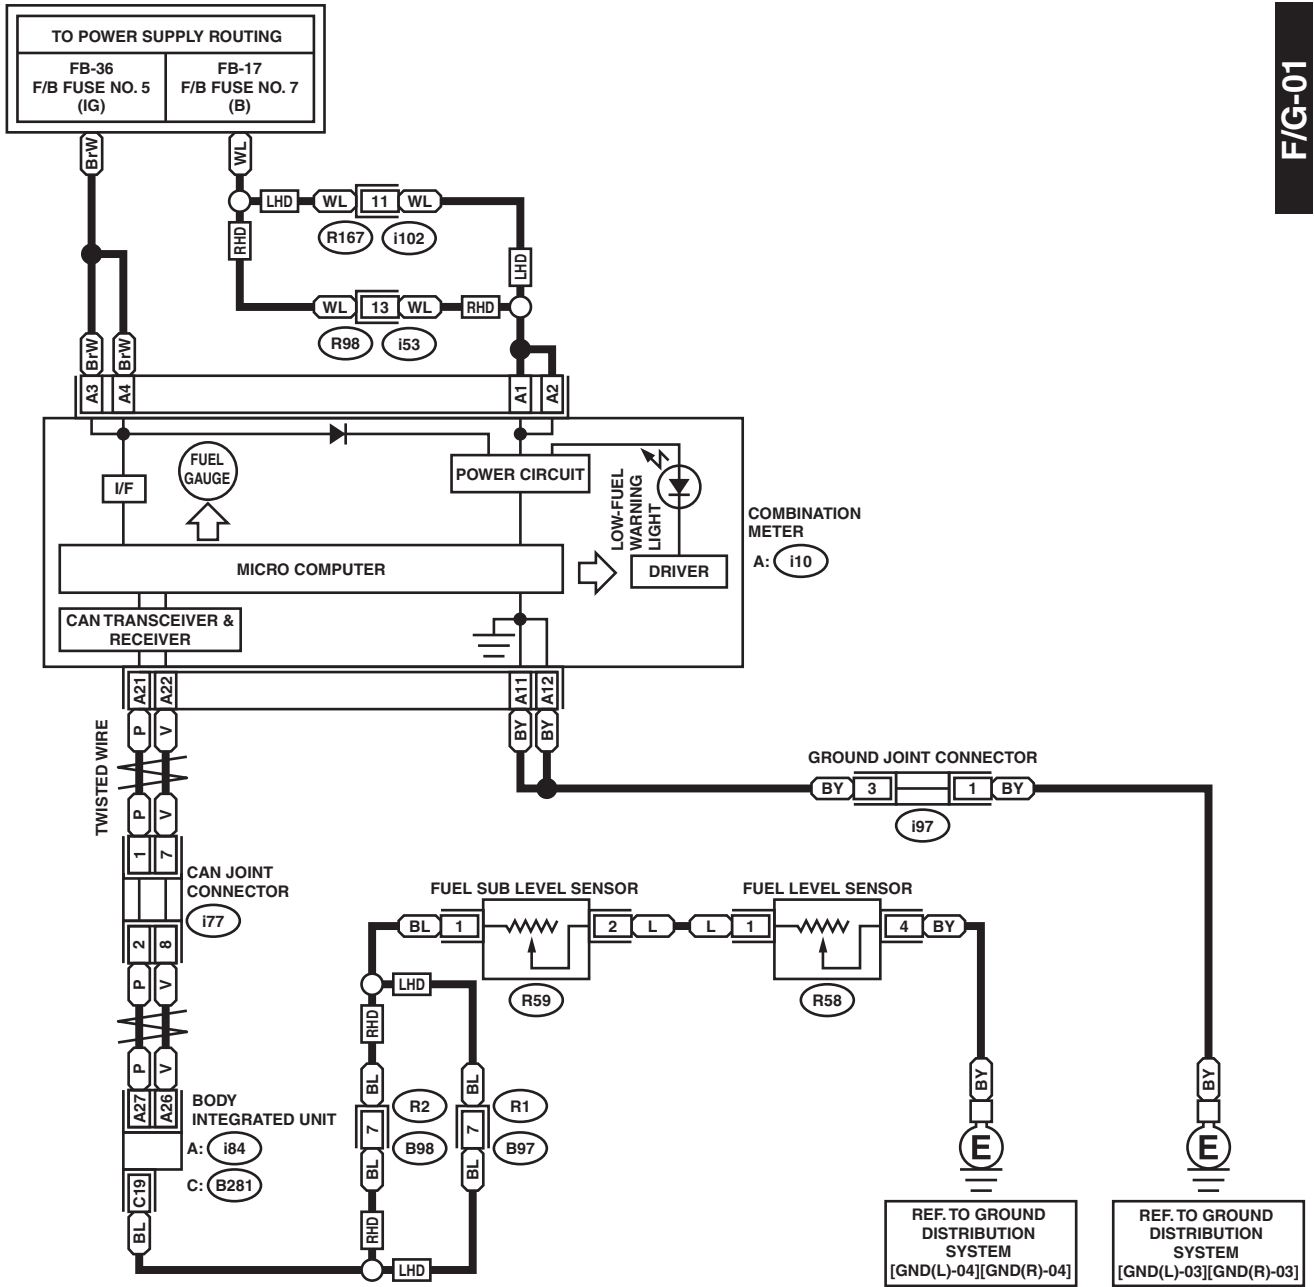 F/G-01
TO POWER SUPPLY ROUTING
FB-36
F/B FUSE NO. 5
(IG)
FB-17
F/B FUSE NO. 7
(B)
BrW
WL
LHD
WL
11
WL
R167
i102
RHD
LHD
WL
13
WL
RHD
R98
i53
BrW
BrW
A3
A4
A1
A2
FUEL
GAUGE
I/F
POWER CIRCUIT
LOW-FUEL
WARNING
LIGHT
COMBINATION
METER
A: i10
MICRO COMPUTER
DRIVER
CAN TRANSCEIVER &
RECEIVER
A21
A22
A11
A12
P
V
BY
BY
TWISTED WIRE
P
V
1
7
CAN JOINT
CONNECTOR
i77
2
8
P
V
P
V
A27
A26
BODY
INTEGRATED UNIT
A: i84
C: B281
C19
BL
GROUND JOINT CONNECTOR
BY
3
1
BY
i97
FUEL SUB LEVEL SENSOR
BL
1
2
L
R59
FUEL LEVEL SENSOR
L
1
4
BY
R58
LHD
RHD
BL
BL
7
7
R2
R1
B98
B97
BL
BL
RHD
LHD
BY
BY
E
E
REF. TO GROUND
DISTRIBUTION
SYSTEM
[GND(L)-04][GND(R)-04]
REF. TO GROUND
DISTRIBUTION
SYSTEM
[GND(L)-03][GND(R)-03]